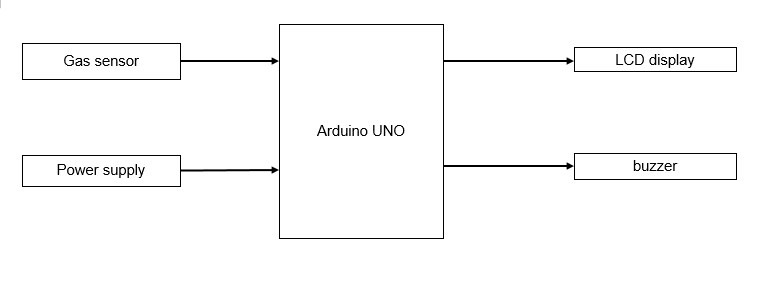 Gas sensor
LCD display
Arduino UNO
Power supply
buzzer